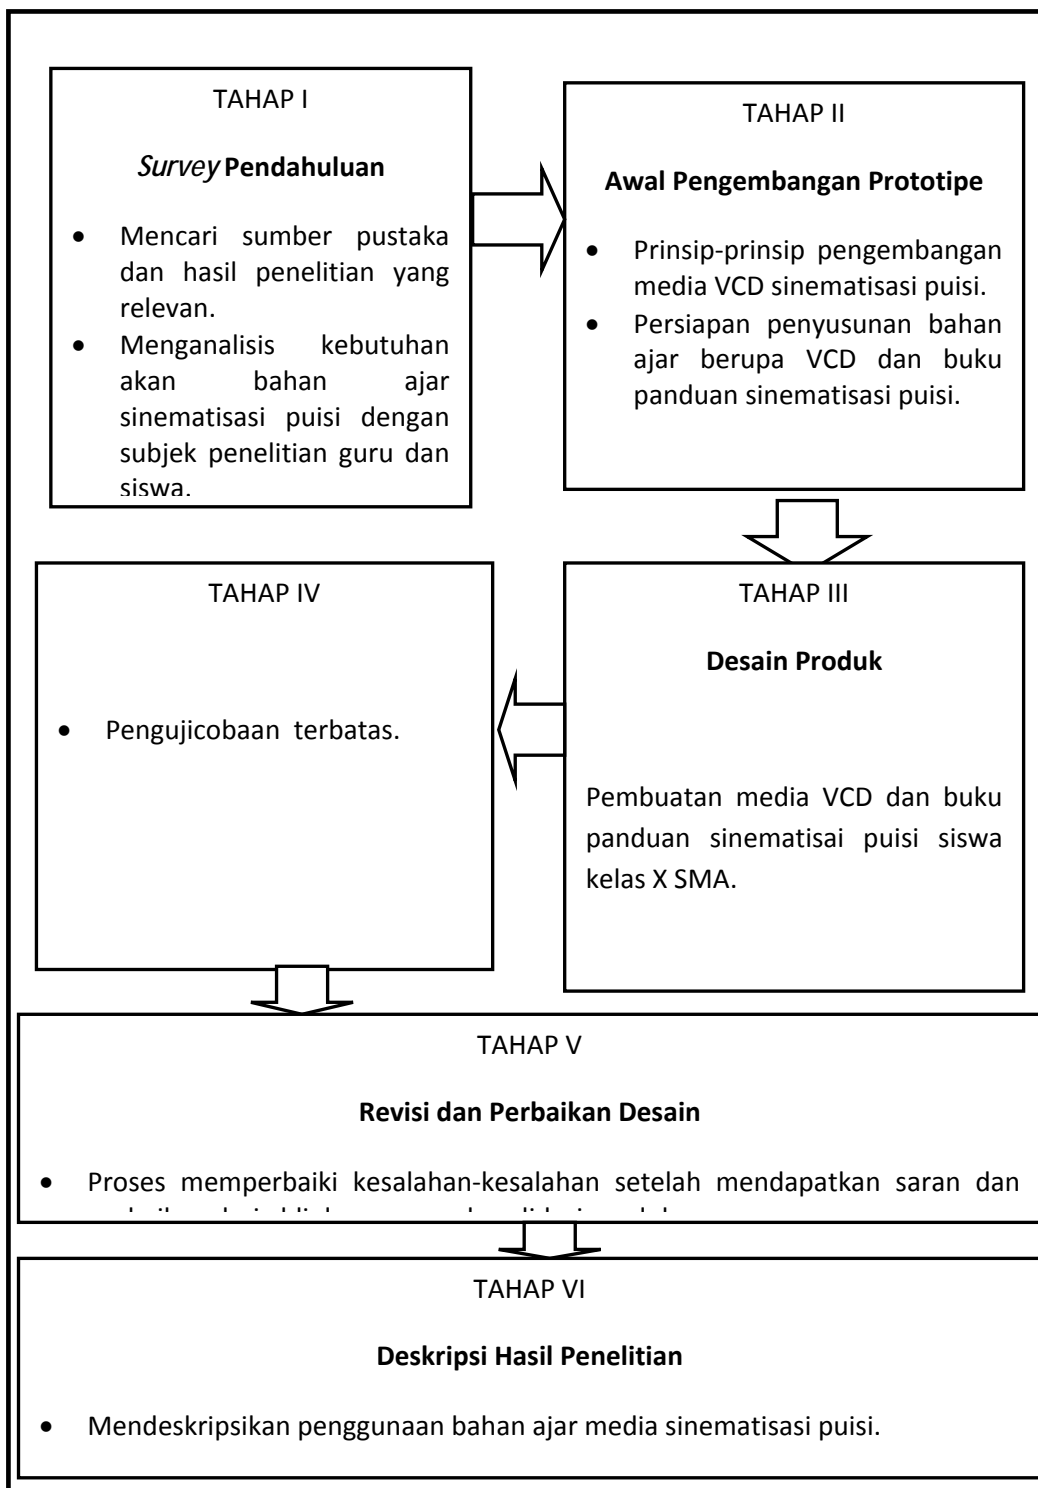 TAHAP I
Survey Pendahuluan
• Mencari sumber pustaka
dan hasil penelitian yang
relevan.
• Menganalisis kebutuhan
akan bahan ajar
sinematisasi puisi dengan
subjek penelitian guru dan
siswa.
TAHAP II
Awal Pengembangan Prototipe
• Prinsip-prinsip pengembangan
media VCD sinematisasi puisi.
• Persiapan penyusunan bahan
ajar berupa VCD dan buku
panduan sinematisasi puisi.
TAHAP III
Desain Produk
Pembuatan media VCD dan buku
panduan sinematisai puisi siswa
kelas X SMA.
TAHAP IV
• Pengujicobaan terbatas.
TAHAP V
Revisi dan Perbaikan Desain
• Proses memperbaiki kesalahan-kesalahan setelah mendapatkan saran dan
TAHAP VI
Deskripsi Hasil Penelitian
• Mendeskripsikan penggunaan bahan ajar media sinematisasi puisi.